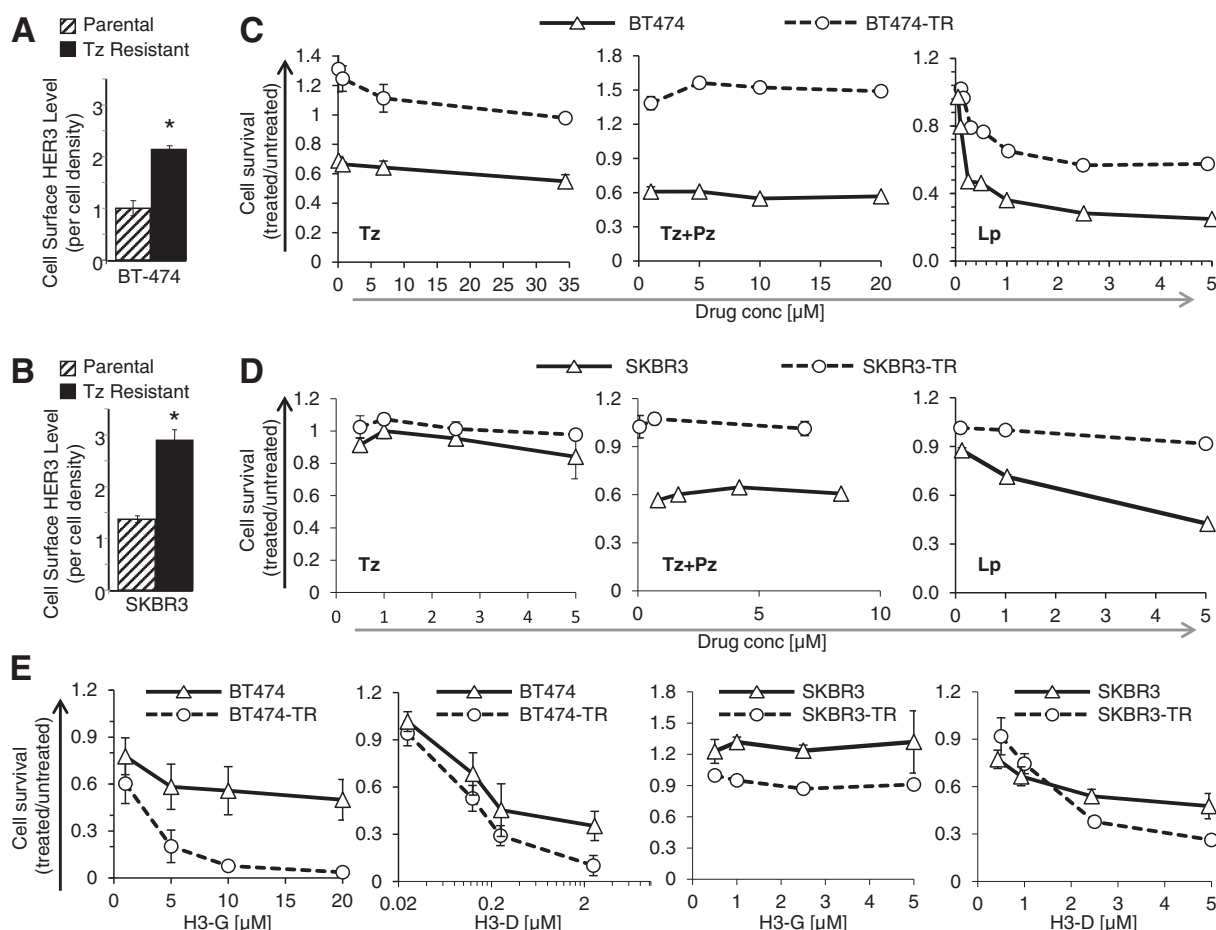 A
Parental
Tz Resistant
Cell Surface HER3 Level
(per cell density)
3
2
1
0
*
BT-474
C
BT474
BT474-TR
Cell survival
(treated/untreated)
1.4
1.2
1
0.8
0.6
0.4
0.2
0
Tz
0 5 10 15 20 25 30 35
1.8
1.5
1.2
0.9
0.6
0.3
0
Tz+Pz
0 5 10 15 20
1.2
0.8
0.4
0.0
Lp
0 1 2 3 4 5
Drug conc [µM]
B
Parental
Tz Resistant
Cell Surface HER3 Level
(per cell density)
3
2
1
0
*
SKBR3
D
SKBR3
SKBR3-TR
Cell survival
(treated/untreated)
1.2
1
0.8
0.6
0.4
0.2
0
Tz
0 1 2 3 4 5
1.2
0.9
0.6
0.3
0
Tz+Pz
0 5 10
1.2
0.9
0.6
0.3
0.0
Lp
0 1 2 3 4 5
Drug conc [µM]
E
Cell survival
(treated/untreated)
BT474
BT474-TR
1.2
0.9
0.6
0.3
0
0 5 10 15 20
H3-G [µM]
BT474
BT474-TR
1.2
0.9
0.6
0.3
0
0.02 0.2 2
H3-D [µM]
SKBR3
SKBR3-TR
1.8
1.5
1.2
0.9
0.6
0.3
0
0 1 2 3 4 5
H3-G [µM]
SKBR3
SKBR3-TR
1.2
0.9
0.6
0.3
0
0 1 2 3 4 5
H3-D [µM]